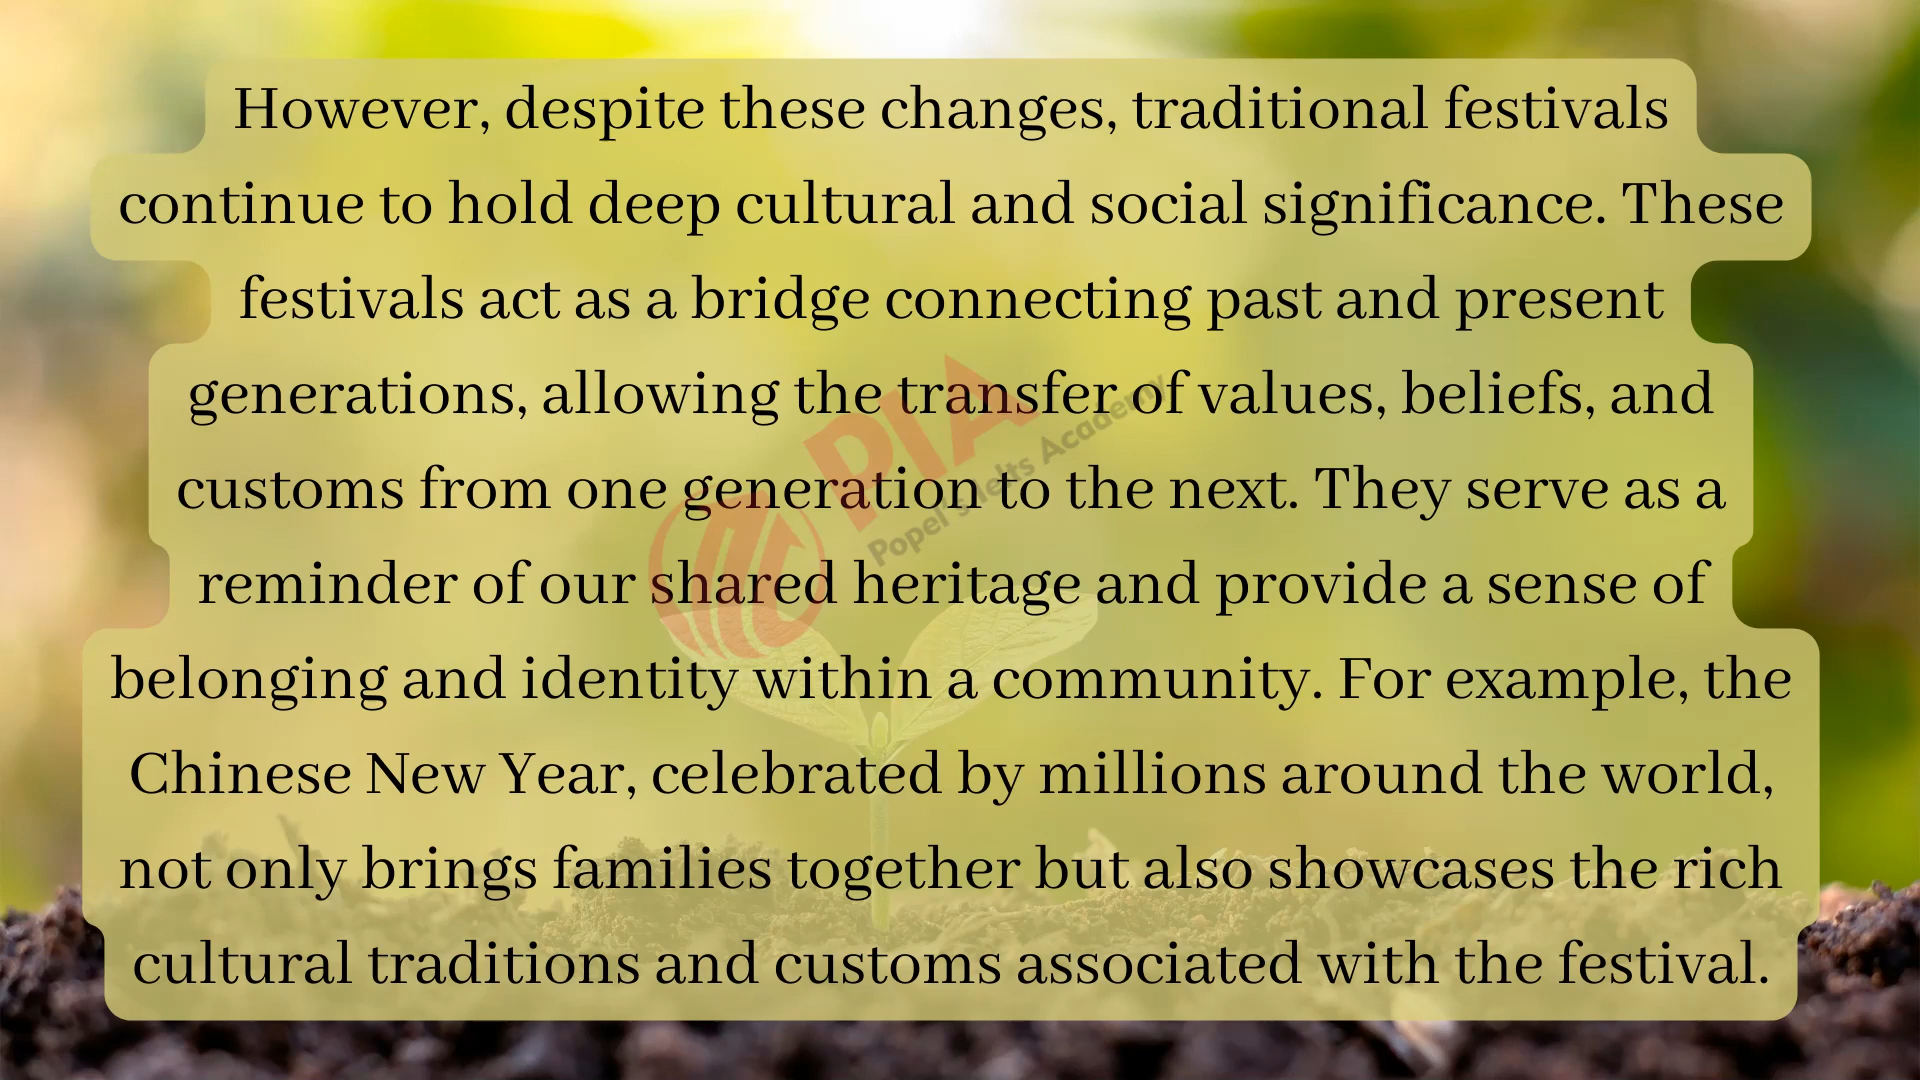 However, despite these changes, traditional festivals
continue to hold deep cultural and social significance. These
festivals act as a bridge connecting past and present
generations, allowing the transfer of values, beliefs, and
customs from one generation to the next. They serve as a
reminder of our shared heritage and provide a sense of
belonging and identity within a community. For example, the
Chinese New Year, celebrated by millions around the world,
not only brings families together but also showcases the rich
cultural traditions and customs associated with the festival.
PIA
Popel's Ielts Academy